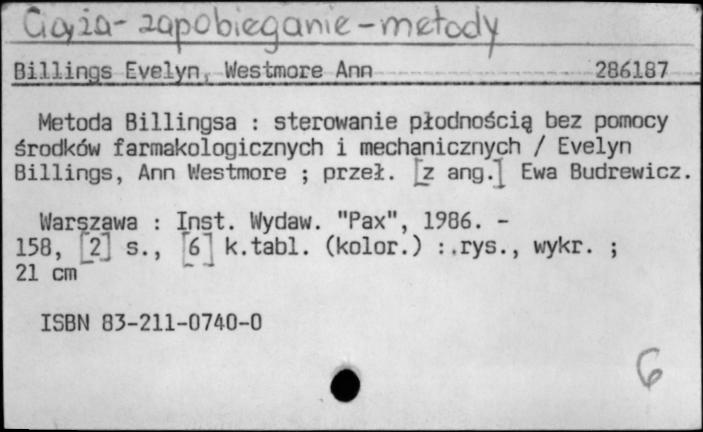 Ciąża - zapobieganie - metody
Billings Evelyn, Westmore Ann 286187
Metoda Billingsa : sterowanie płodnością bez pomocy
środków farmakologicznych i mechanicznych / Evelyn
Billings, Ann Westmore ; przeł. [z ang.] Ewa Budrewicz.
Warszawa : Inst. Wydaw. "Pax", 1986. -
158, [2] s., [6] k.tabl. (kolor.) :.rys., wykr. ;
21 cm
ISBN 83-211-0740-0
6